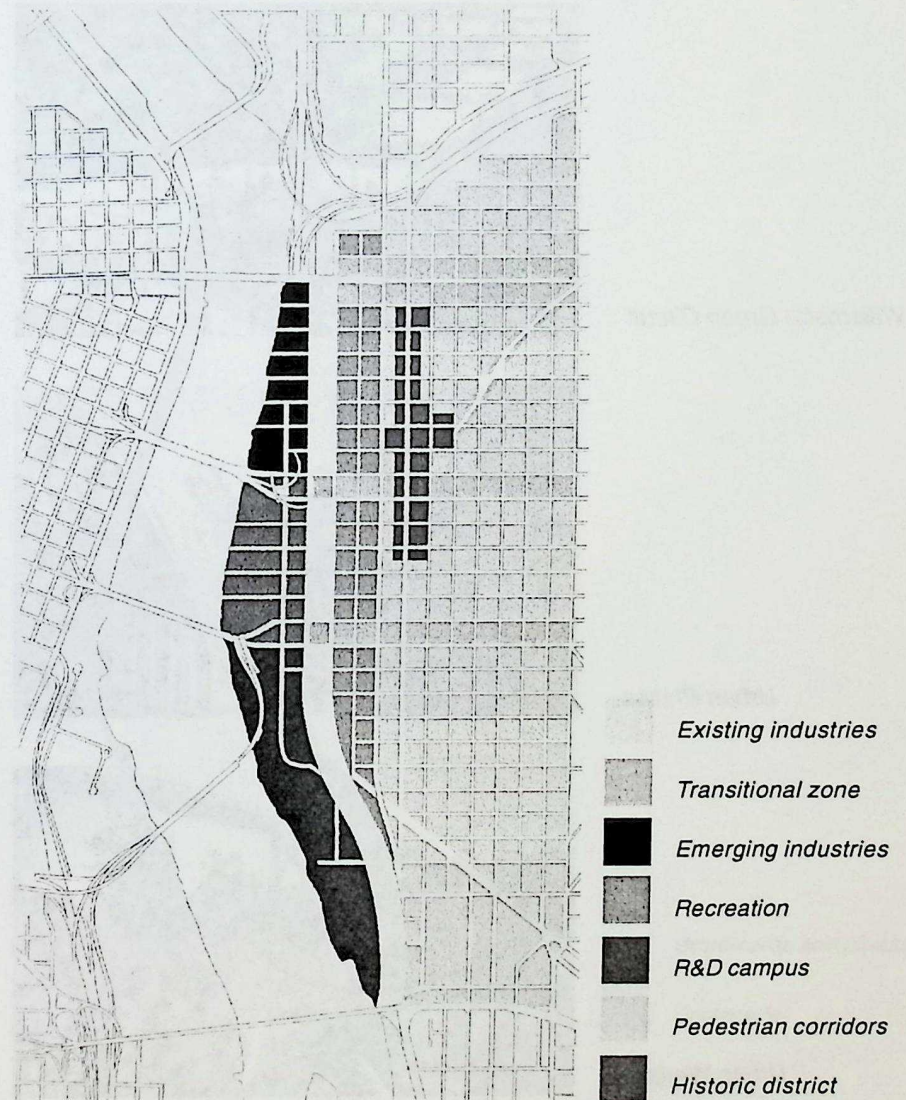 Existing industries
Transitional zone
Emerging industries
Recreation
R&D campus
Pedestrian corridors
Historic district